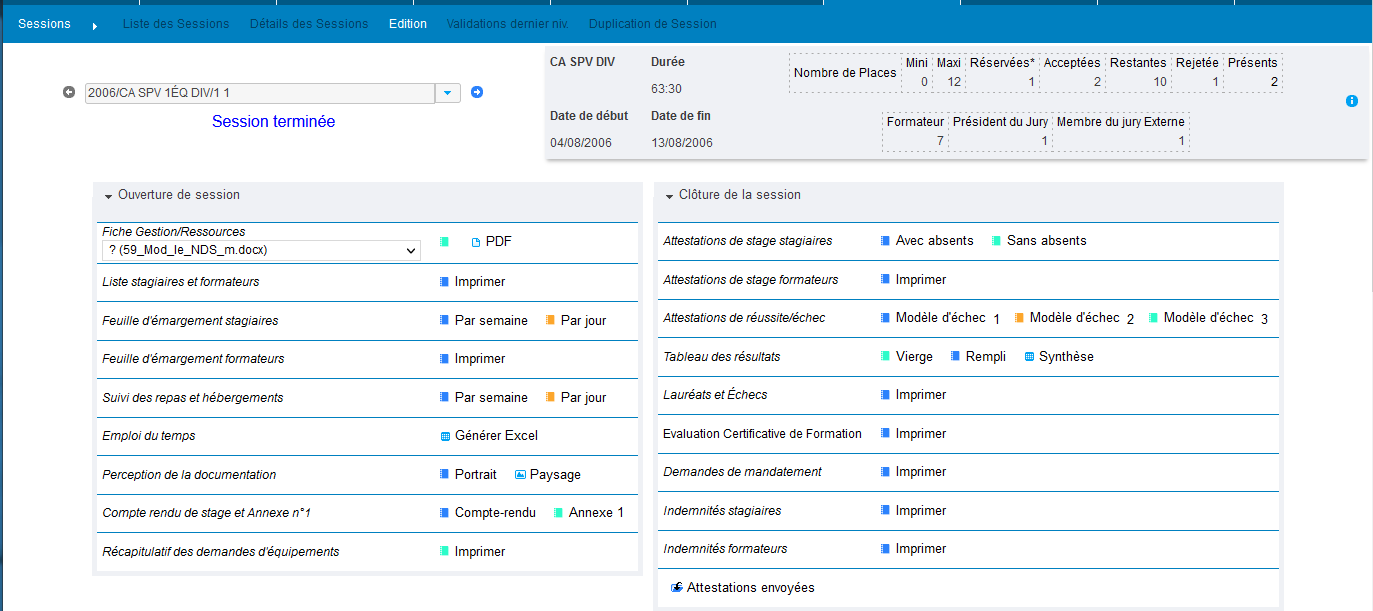 Sessions Liste des Sessions Détails des Sessions Edition Validations dernier niv. Duplication de Session
2006/CA SPV 1ÉQ DIV/1 1
Session terminée
CA SPV DIV Durée
63:30
Date de début Date de fin
04/08/2006 13/08/2006
Nombre de Places Mini Maxi Réservées* Acceptées Restantes Rejetée Présents
0 12 1 2 10 1 2
Formateur Président du Jury Membre du jury Externe
7 1 1
Ouverture de session
Fiche Gestion/Ressources
? (59_Mod_le_NDS_m.docx) PDF
Liste stagiaires et formateurs Imprimer
Feuille d'émargement stagiaires Par semaine Par jour
Feuille d'émargement formateurs Imprimer
Suivi des repas et hébergements Par semaine Par jour
Emploi du temps Générer Excel
Perception de la documentation Portrait Paysage
Compte rendu de stage et Annexe n°1 Compte-rendu Annexe 1
Récapitulatif des demandes d'équipements Imprimer
Clôture de la session
Attestations de stage stagiaires Avec absents Sans absents
Attestations de stage formateurs Imprimer
Attestations de réussite/échec Modèle d'échec 1 Modèle d'échec 2 Modèle d'échec 3
Tableau des résultats Vierge Rempli Synthèse
Lauréats et Échecs Imprimer
Evaluation Certificative de Formation Imprimer
Demandes de mandatement Imprimer
Indemnités stagiaires Imprimer
Indemnités formateurs Imprimer
Attestations envoyées